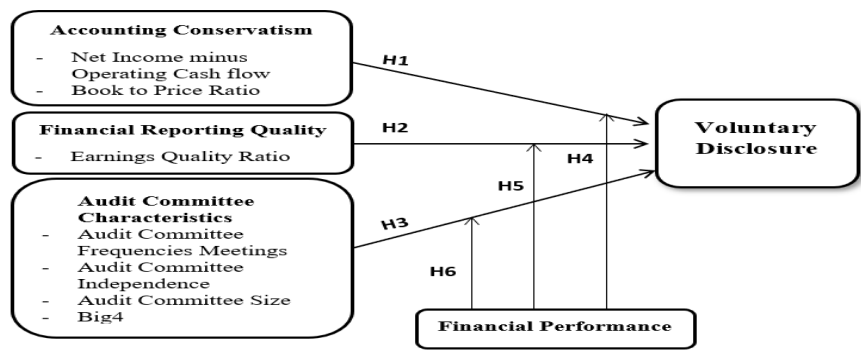 Accounting Conservatism
- Net Income minus
Operating Cash flow
- Book to Price Ratio
Financial Reporting Quality
- Earnings Quality Ratio
Audit Committee
Characteristics
- Audit Committee
Frequencies Meetings
- Audit Committee
Independence
- Audit Committee Size
- Big4
H1
H2
H3
H4
H5
H6
Voluntary
Disclosure
Financial Performance